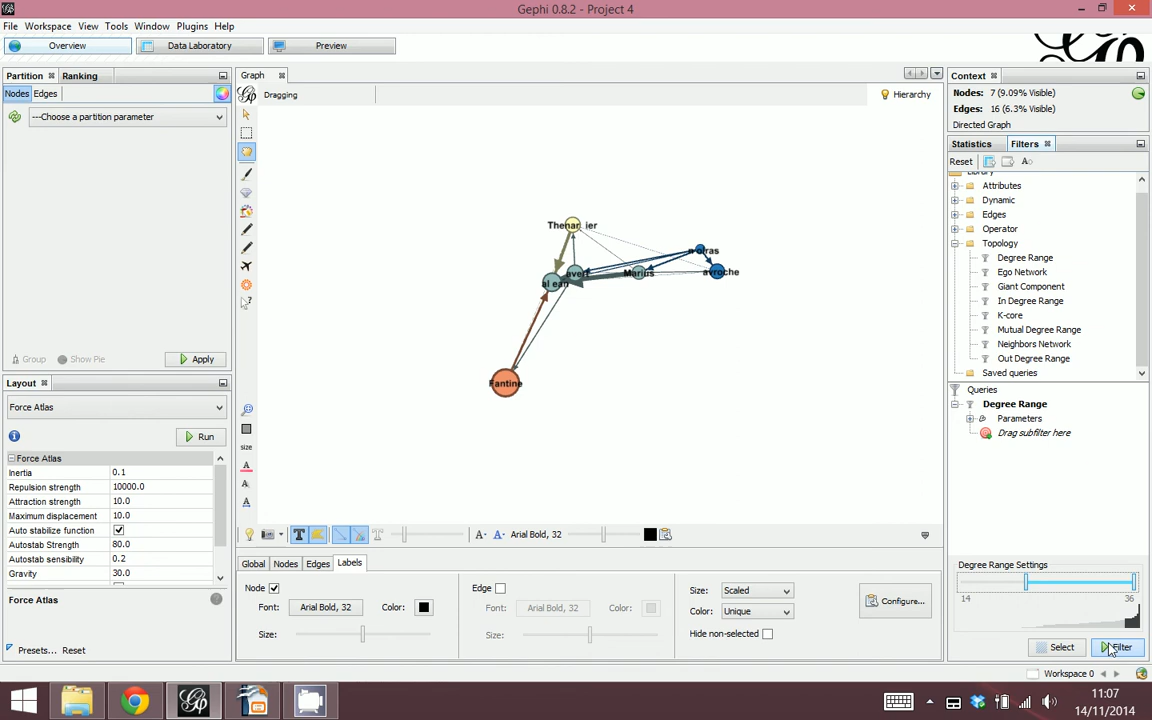 Gephi 0.8.2 - Project 4
File Workspace View Tools Window Plugins Help
Overview Data Laboratory Preview
Partition Ranking
Nodes Edges
---Choose a partition parameter
Group Show Pie Apply
Layout
Force Atlas
Run
Force Atlas
Inertia 0.1
Repulsion strength 10000.0
Attraction strength 10.0
Maximum displacement 10.0
Auto stabilize function
Autostab Strength 80.0
Autostab sensibility 0.2
Gravity 30.0
Force Atlas
Presets... Reset
Graph
Dragging
Hierarchy
size
Marius
avroche
Fantine
Arial Bold, 32
Global Nodes Edges Labels
Node
Font: Arial Bold, 32 Color:
Size:
Edge
Font: Arial Bold, 32 Color:
Size:
Size: Scaled
Color: Unique
Hide non-selected
Configure...
Context
Nodes: 7 (9.09% Visible)
Edges: 16 (6.3% Visible)
Directed Graph
Statistics Filters
Reset
Library
Attributes
Dynamic
Edges
Operator
Topology
Degree Range
Ego Network
Giant Component
In Degree Range
K-core
Mutual Degree Range
Neighbors Network
Out Degree Range
Saved queries
Queries
Degree Range
Parameters
Drag subfilter here
Degree Range Settings
14 36
Select Filter
Workspace 0
11:07
14/11/2014